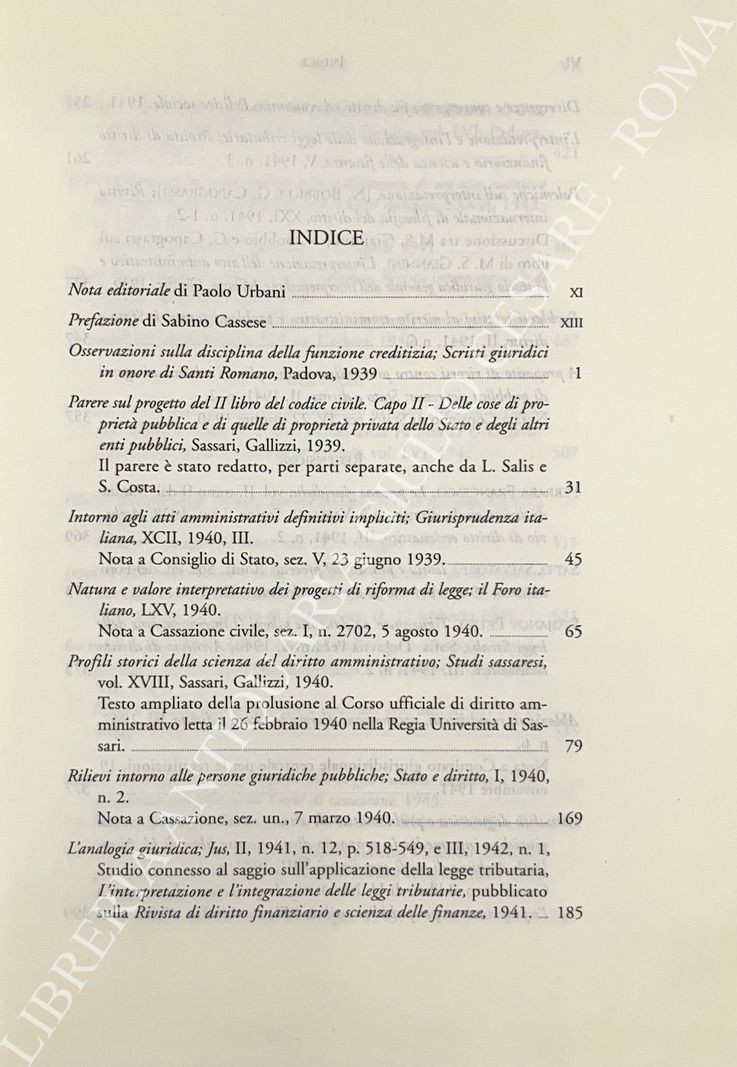 INDICE
Nota editoriale di Paolo Urbani XI
Prefazione di Sabino Cassese XIII
Osservazioni sulla disciplina della funzione creditizia; Scritti giuridici
in onore di Santi Romano, Padova, 1939 1
Parere sul progetto del II libro del codice civile. Capo II - Delle cose di pro-
prietà pubblica e di quelle di proprietà privata dello Stato e degli altri
enti pubblici, Sassari, Gallizzi, 1939.
Il parere è stato redatto, per parti separate, anche da L. Salis e
S. Costa. 31
Intorno agli atti amministrativi definitivi impliciti; Giurisprudenza ita-
liana, XCII, 1940, III.
Nota a Consiglio di Stato, sez. V, 23 giugno 1939. 45
Natura e valore interpretativo dei progetti di riforma di legge; il Foro ita-
liano, LXV, 1940.
Nota a Cassazione civile, sez. I, n. 2702, 5 agosto 1940. 65
Profili storici della scienza del diritto amministrativo; Studi sassaresi,
vol. XVIII, Sassari, Gallizzi, 1940.
Testo ampliato della prolusione al Corso ufficiale di diritto am-
ministrativo letta il 26 febbraio 1940 nella Regia Università di Sas-
sari. 79
Rilievi intorno alle persone giuridiche pubbliche; Stato e diritto, I, 1940,
n. 2.
Nota a Cassazione, sez. un., 7 marzo 1940. 169
L'analogia giuridica; Jus, II, 1941, n. 12, p. 518-549, e III, 1942, n. 1,
Studio connesso al saggio sull'applicazione della legge tributaria,
L'interpretazione e l'integrazione delle leggi tributarie, pubblicato
sulla Rivista di diritto finanziario e scienza delle finanze, 1941. 185
LIBRERIA ANTIQUARIA GIULIO CESARE - ROMA